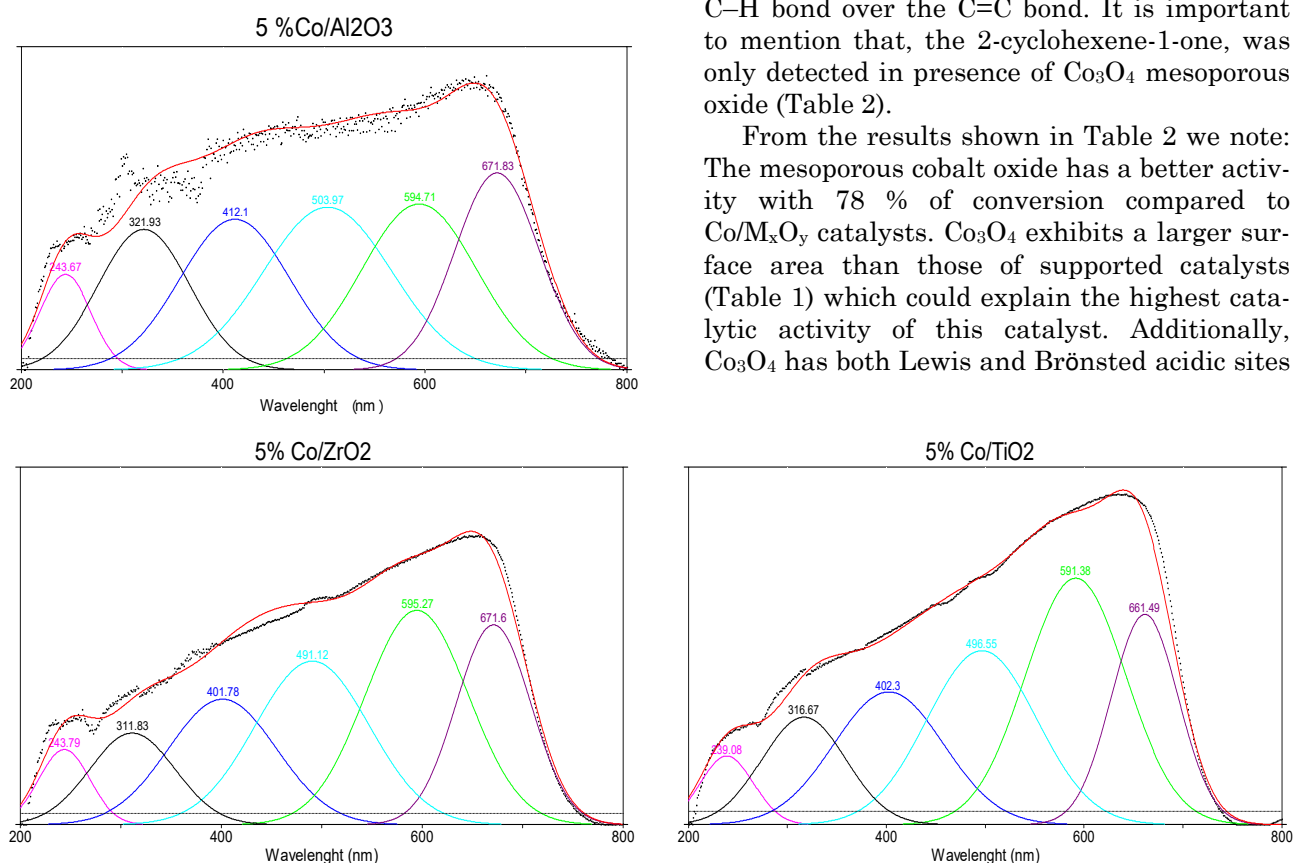 5 %Co/Al2O3
243.67
321.93
412.1
503.97
594.71
671.83
200
400
600
800
Wavelenght (nm )
C–H bond over the C=C bond. It is important
to mention that, the 2-cyclohexene-1-one, was
only detected in presence of Co₃O₄ mesoporous
oxide (Table 2).
From the results shown in Table 2 we note:
The mesoporous cobalt oxide has a better activ-
ity with 78 % of conversion compared to
Co/MₓOᵧ catalysts. Co₃O₄ exhibits a larger sur-
face area than those of supported catalysts
(Table 1) which could explain the highest cata-
lytic activity of this catalyst. Additionally,
Co₃O₄ has both Lewis and Brönsted acidic sites
5% Co/ZrO2
243.79
311.83
401.78
491.12
595.27
671.6
200
400
600
800
Wavelenght (nm)
5% Co/TiO2
239.08
316.67
402.3
496.55
591.38
661.49
200
400
600
800
Wavelenght (nm)